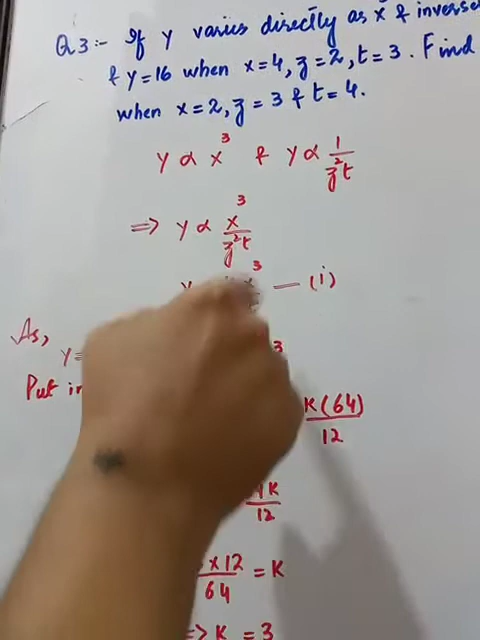 Q3:- If y varies directly as x³ & inverse
& y=16 when x=4, z=2, t=3. Find
when x=2, z=3 & t=4.
y ∝ x³ & y ∝ 1/z²t
=> y ∝ x³/z²t
— (i)
As,
y=
3
Put in
K(64)/12
K/12
×12/64 = K
=> K = 3